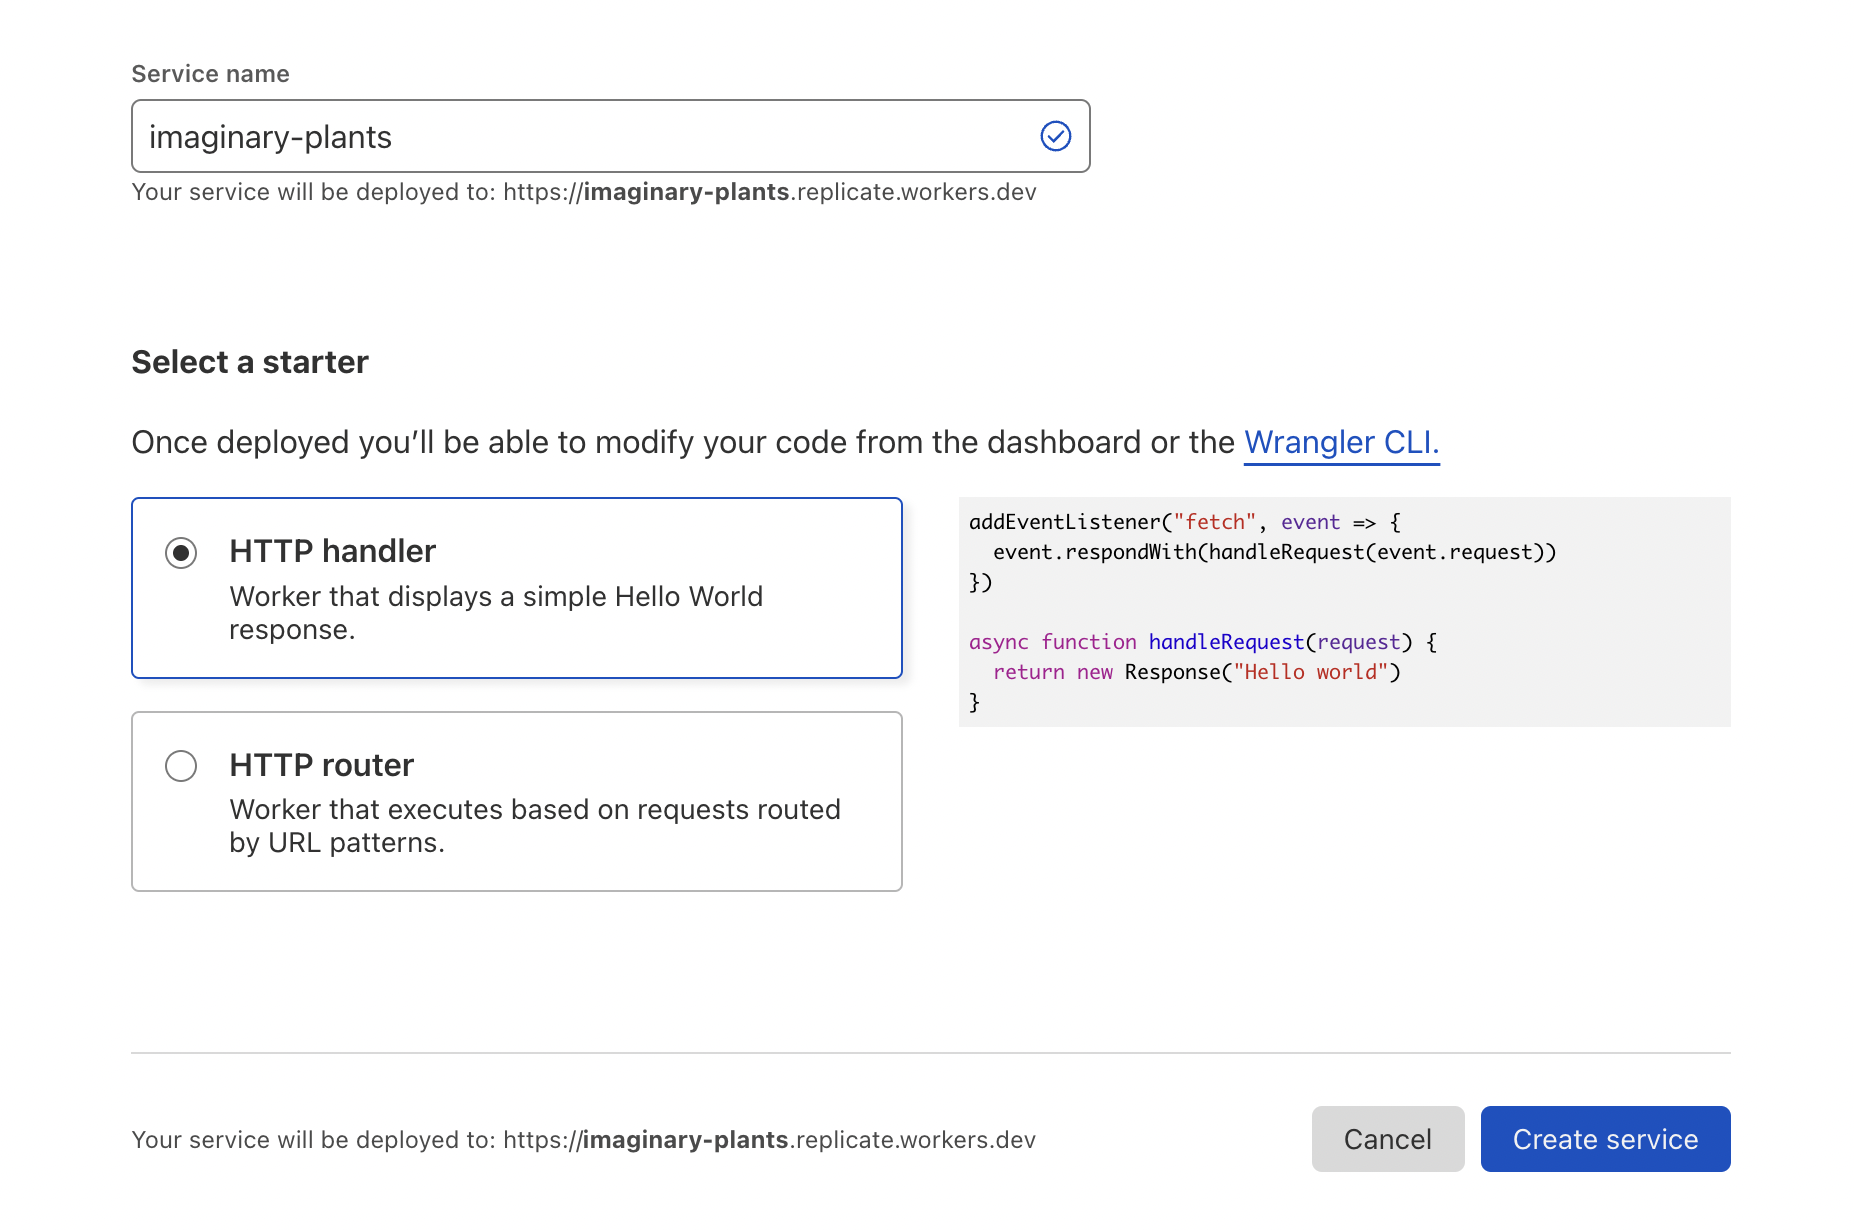 Service name
imaginary-plants
Your service will be deployed to: https://imaginary-plants.replicate.workers.dev
Select a starter
Once deployed you’ll be able to modify your code from the dashboard or the Wrangler CLI.
HTTP handler
Worker that displays a simple Hello World
response.
HTTP router
Worker that executes based on requests routed
by URL patterns.
addEventListener("fetch", event => {
  event.respondWith(handleRequest(event.request))
})

async function handleRequest(request) {
  return new Response("Hello world")
}
Your service will be deployed to: https://imaginary-plants.replicate.workers.dev
Cancel
Create service